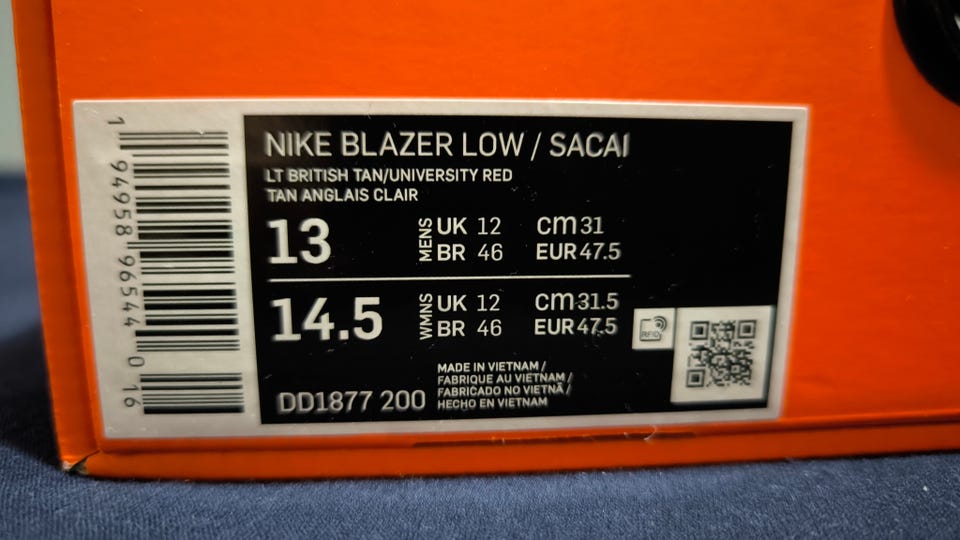 NIKE BLAZER LOW / SACAI
LT BRITISH TAN/UNIVERSITY RED
TAN ANGLAIS CLAIR
13 MENS UK 12 cm 31
BR 46 EUR 47.5
14.5 WMNS UK 12 cm 31.5
BR 46 EUR 47.5
RFID
MADE IN VIETNAM /
FABRIQUE AU VIETNAM /
FABRICADO NO VIETNÃ /
HECHO EN VIETNAM
DD1877 200
1 94958 96544 0 16